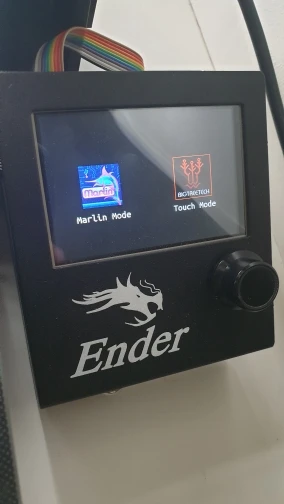 Marlin
BIGTREETECH
Marlin Mode
Touch Mode
Ender